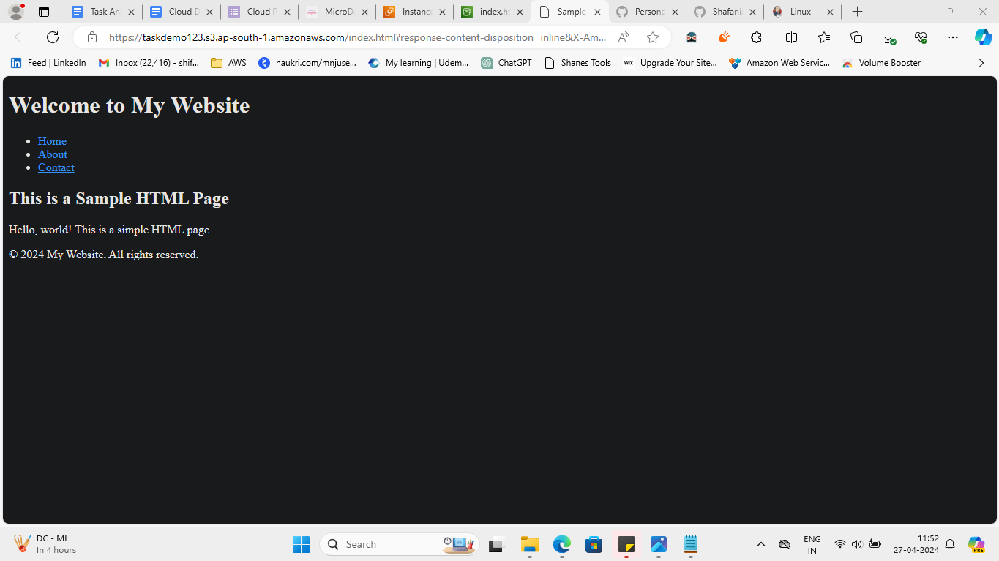 Task An
Cloud D
Cloud P
MicroD
Instance
index.ht
Sample
Persona
Shafani
Linux
https://taskdemo123.s3.ap-south-1.amazonaws.com/index.html?response-content-disposition=inline&X-Am...
Feed | LinkedIn
Inbox (22,416) - shif...
AWS
naukri.com/mnjuse...
My learning | Udem...
ChatGPT
Shanes Tools
WIX
Upgrade Your Site...
Amazon Web Servic...
Volume Booster
Welcome to My Website
Home
About
Contact
This is a Sample HTML Page
Hello, world! This is a simple HTML page.
© 2024 My Website. All rights reserved.
DC - MI
In 4 hours
Search
ENG
IN
11:52
27-04-2024
PRE